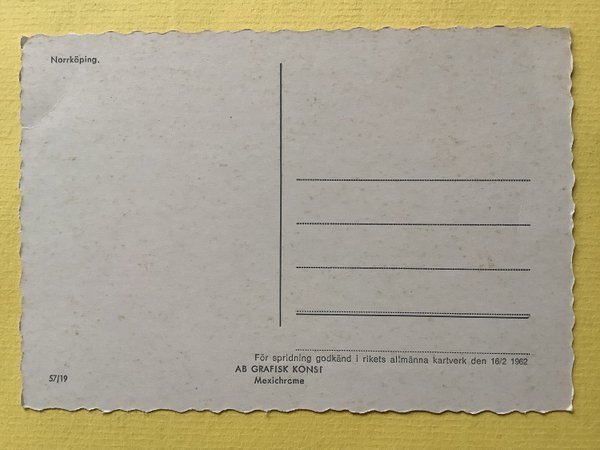 Norrköping.
För spridning godkänd i rikets allmänna kartverk den 16/2 1962
AB GRAFISK KONST
Mexichrome
57/19